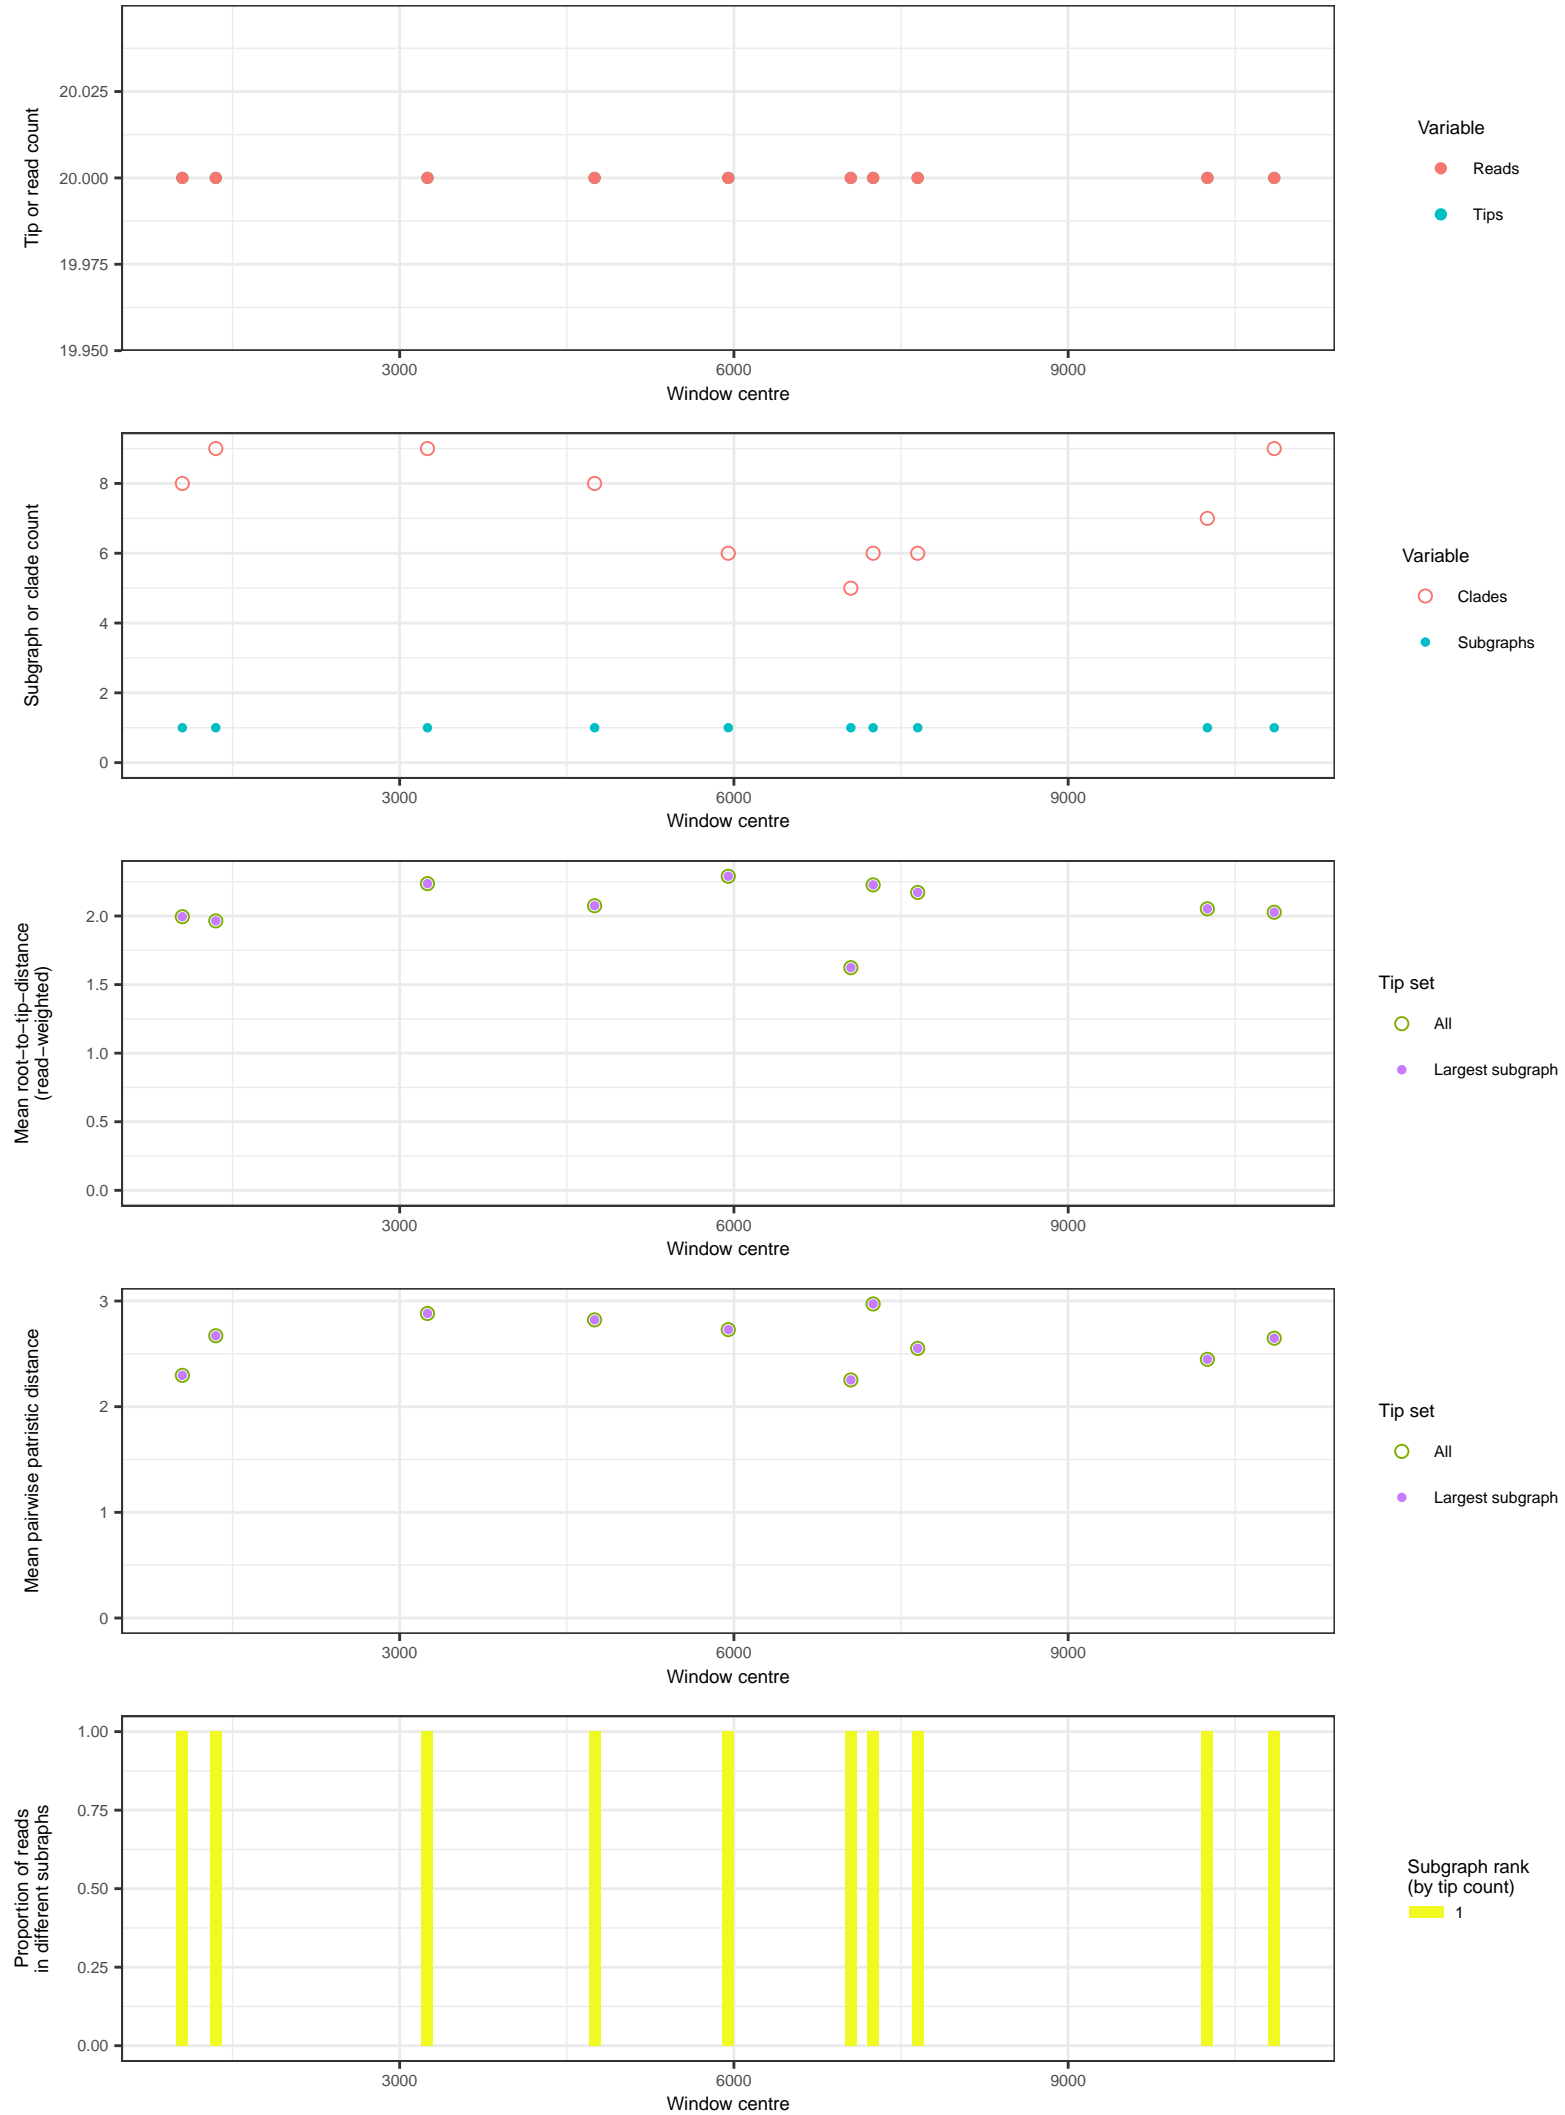 20.025
20.000
19.975
19.950
Tip or read count
3000
6000
9000
Window centre
Variable
Reads
Tips
8
6
4
2
0
Subgraph or clade count
3000
6000
9000
Window centre
Variable
Clades
Subgraphs
2.0
1.5
1.0
0.5
0.0
Mean root−to−tip−distance
(read−weighted)
3000
6000
9000
Window centre
Tip set
All
Largest subgraph
3
2
1
0
Mean pairwise patristic distance
3000
6000
9000
Window centre
Tip set
All
Largest subgraph
1.00
0.75
0.50
0.25
0.00
Proportion of reads
in different subraphs
3000
6000
9000
Window centre
Subgraph rank
(by tip count)
1